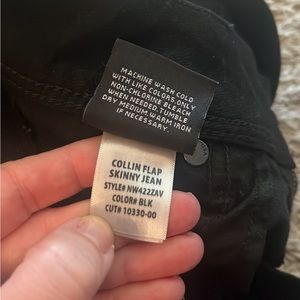 MACHINE WASH COLD
WITH LIKE COLORS.ONLY
NON-CHLORINE BLEACH
WHEN NEEDED.TUMBLE
DRY MEDIUM.WARM IRON
IF NECESSARY.
COLLIN FLAP
SKINNY JEAN
STYLE# NW422ZAV
COLOR# BLK
CUT# 10330-00